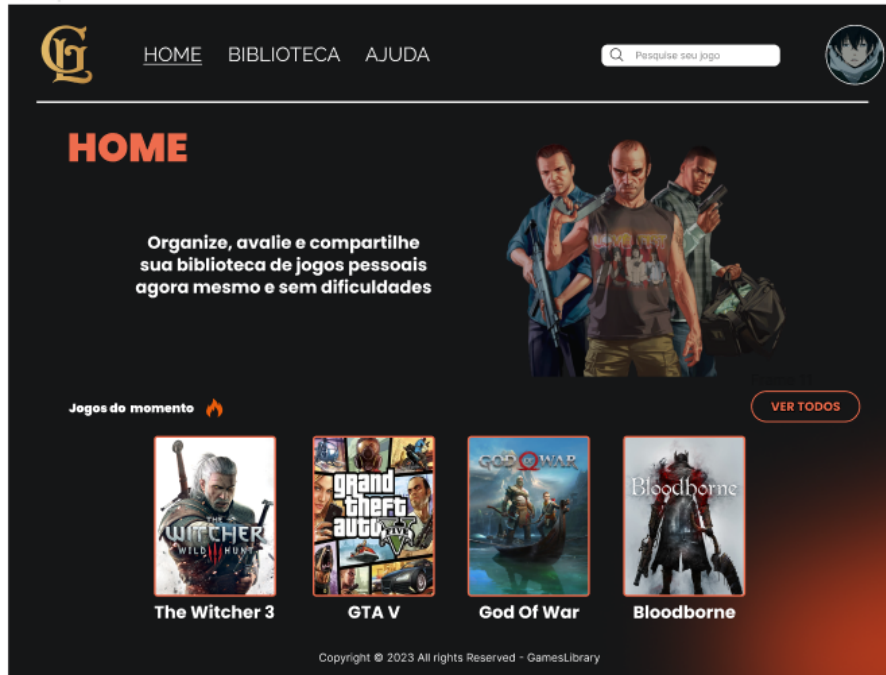 GL
HOME BIBLIOTECA AJUDA
Pesquise seu jogo
HOME
Organize, avalie e compartilhe
sua biblioteca de jogos pessoais
agora mesmo e sem dificuldades
Jogos do momento
VER TODOS
THE
WITCHER
WILD HUNT
grand
theft
auto
V
FIVE
GOD OF WAR
Bloodborne
The Witcher 3
GTA V
God Of War
Bloodborne
Copyright © 2023 All rights Reserved - GamesLibrary